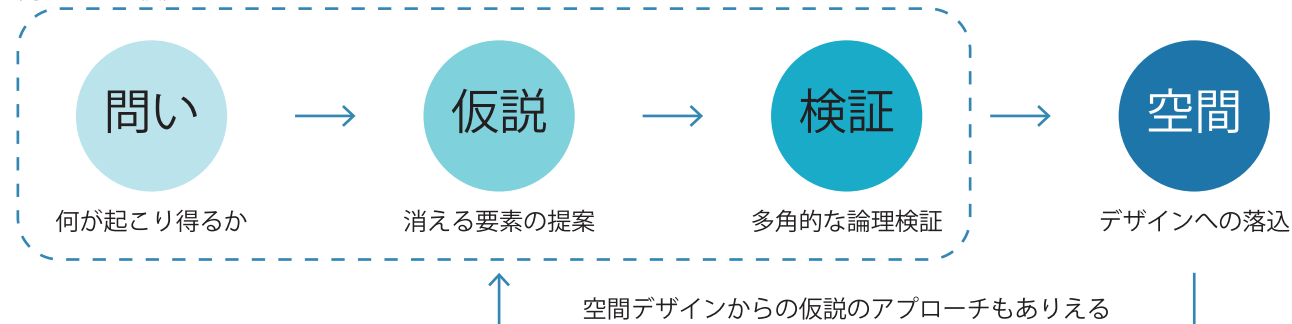 問い
仮説
検証
空間
何が起こり得るか
消える要素の提案
多角的な論理検証
デザインへの落込
空間デザインからの仮説のアプローチもありえる